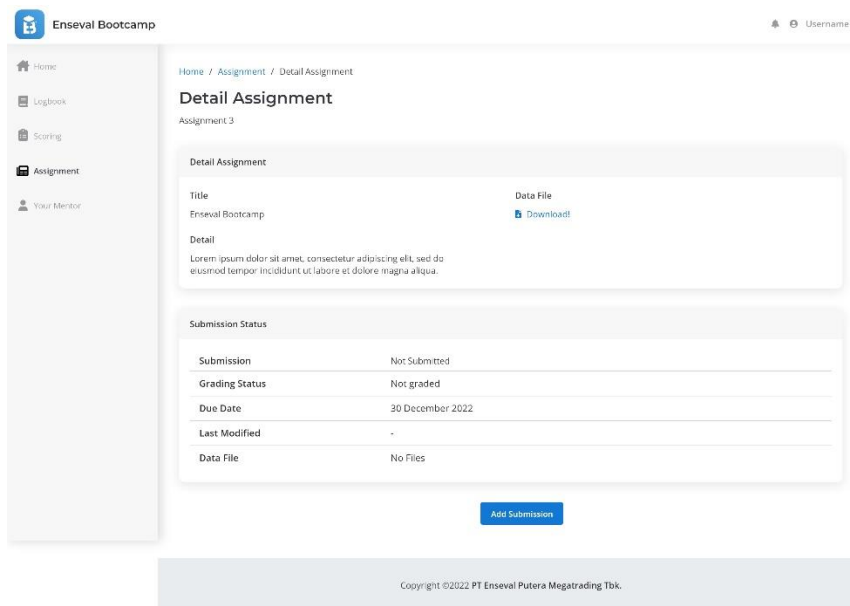 Enseval Bootcamp
Username
Home
Logbook
Scoring
Assignment
Your Mentor
Home / Assignment / Detail Assignment
Detail Assignment
Assignment 3
Detail Assignment
Title
Enseval Bootcamp
Data File
Download!
Detail
Lorem ipsum dolor sit amet, consectetur adipiscing elit, sed do
eiusmod tempor incididunt ut labore et dolore magna aliqua.
Submission Status
Submission Not Submitted
Grading Status Not graded
Due Date 30 December 2022
Last Modified -
Data File No Files
Add Submission
Copyright ©2022 PT Enseval Putera Megatrading Tbk.